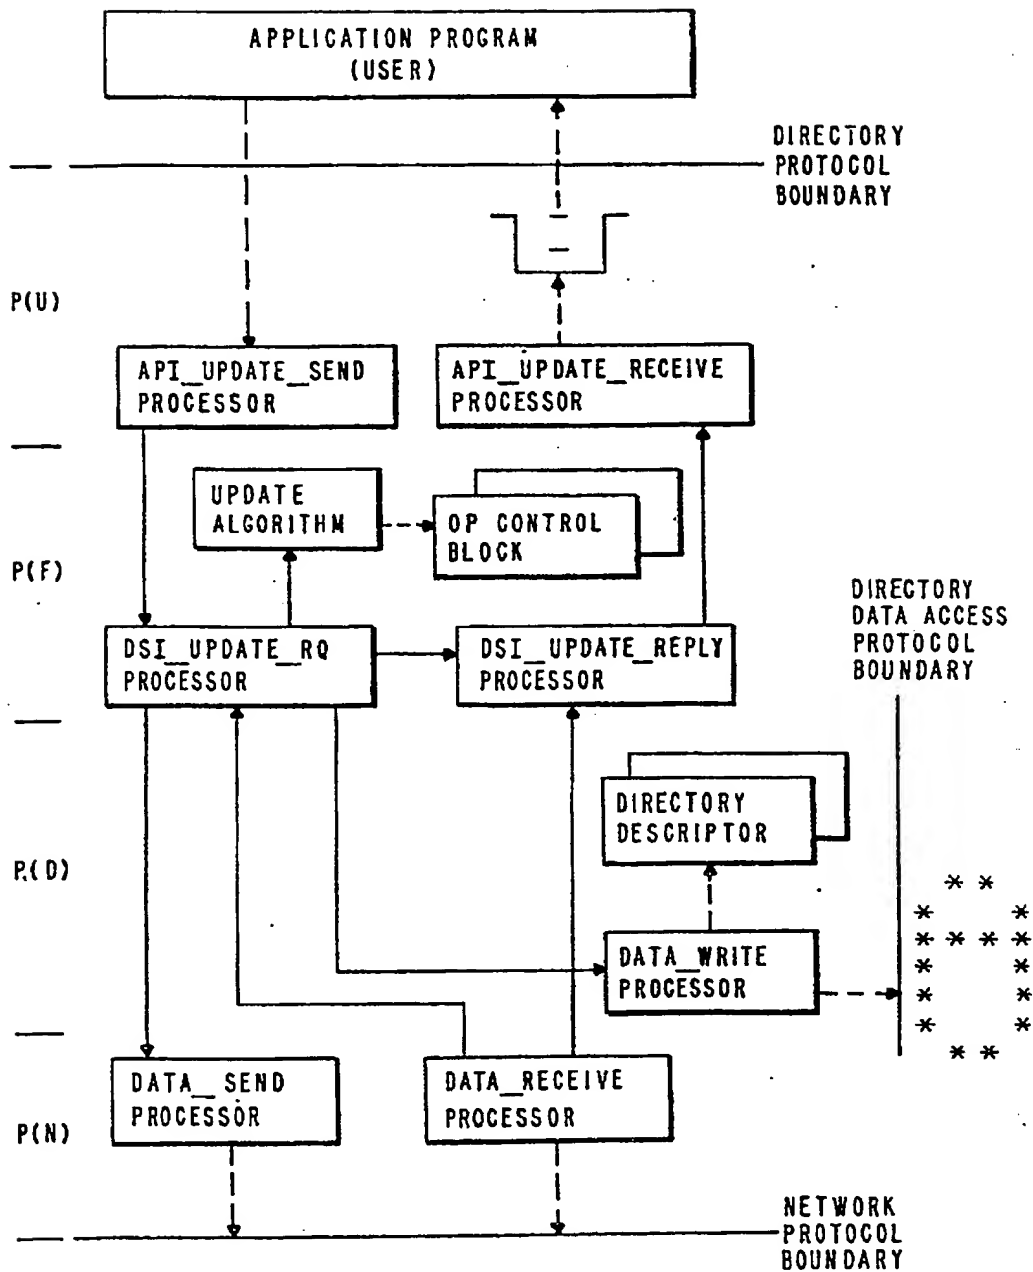 APPLICATION PROGRAM
(USER)
DIRECTORY
PROTOCOL
BOUNDARY
P(U)
API_UPDATE_SEND
PROCESSOR
API_UPDATE_RECEIVE
PROCESSOR
UPDATE
ALGORITHM
OP CONTROL
BLOCK
P(F)
DIRECTORY
DATA ACCESS
PROTOCOL
BOUNDARY
DSI_UPDATE_RQ
PROCESSOR
DSI_UPDATE_REPLY
PROCESSOR
DIRECTORY
DESCRIPTOR
P(D)
DATA_WRITE
PROCESSOR
DATA_SEND
PROCESSOR
DATA_RECEIVE
PROCESSOR
P(N)
NETWORK
PROTOCOL
BOUNDARY